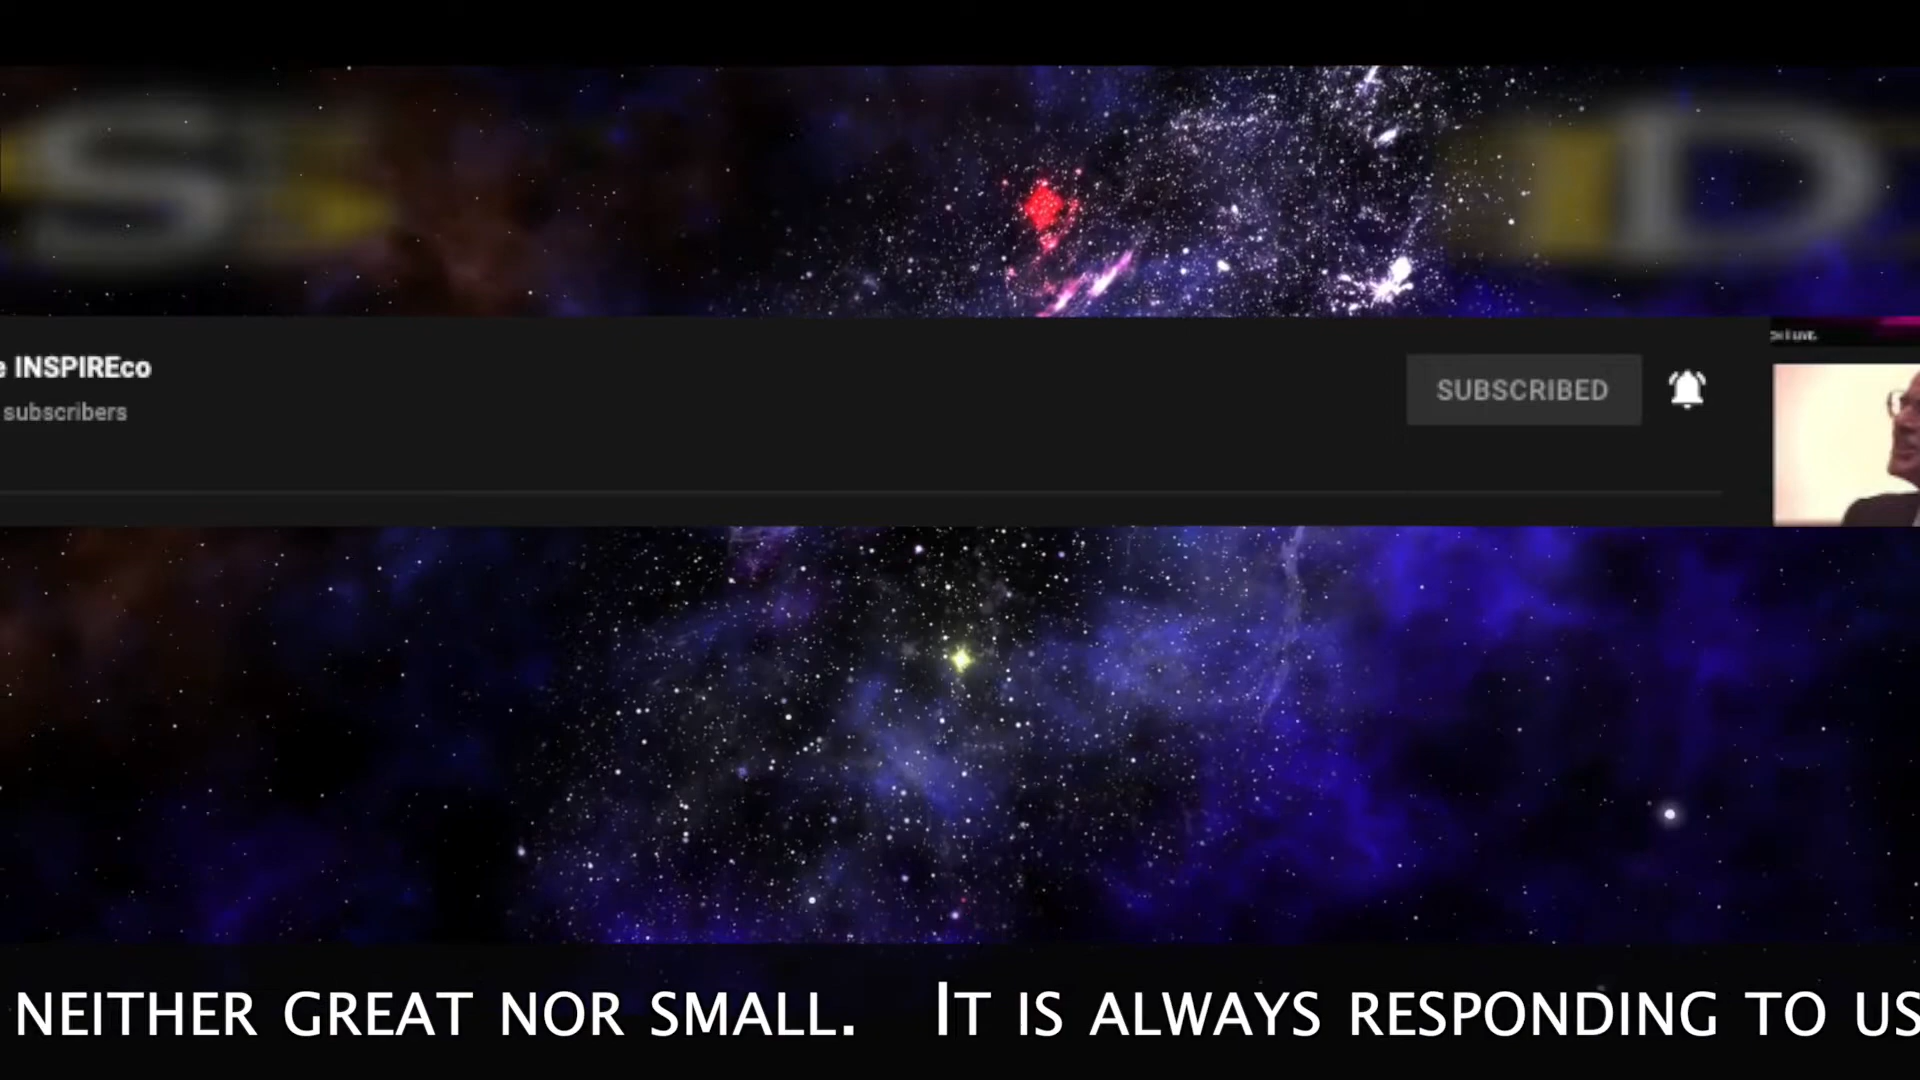 S D
e INSPIREco
subscribers
SUBSCRIBED
NEITHER GREAT NOR SMALL. IT IS ALWAYS RESPONDING TO US